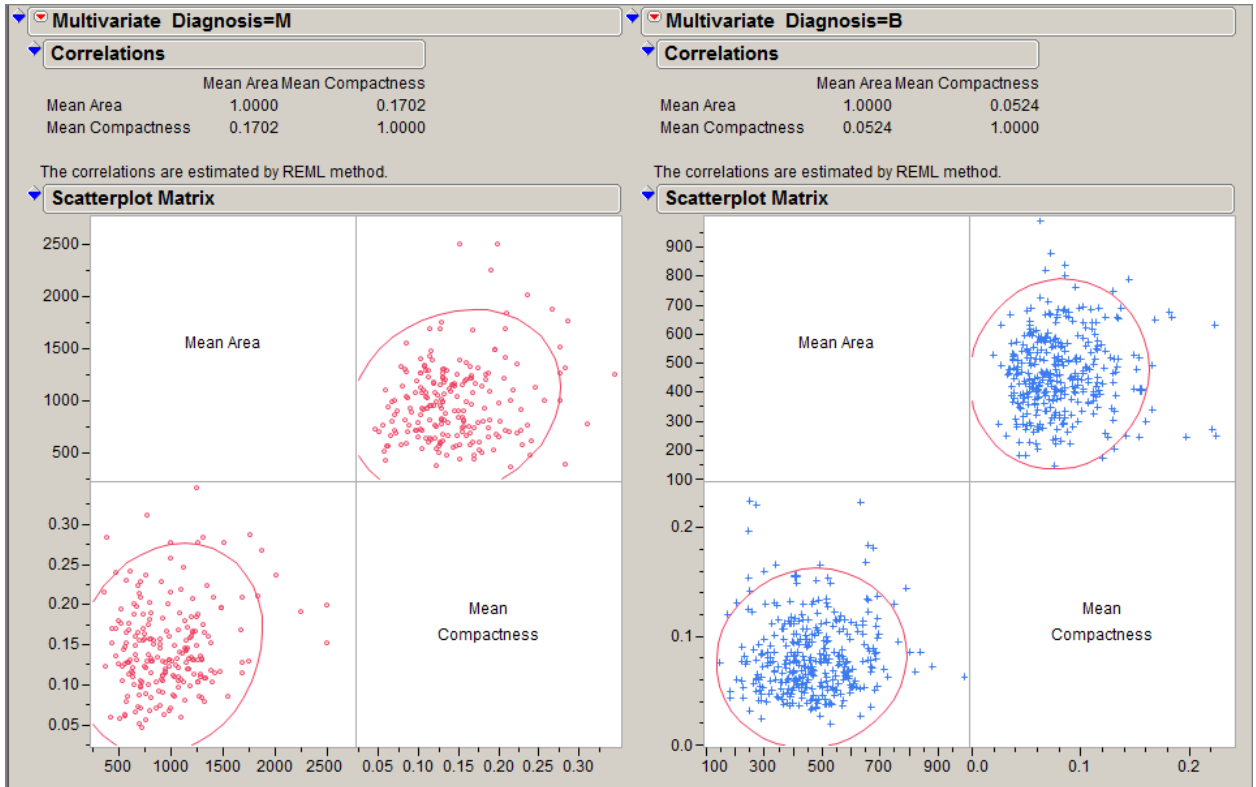 Multivariate Diagnosis=M
Correlations
Mean Area Mean Compactness
Mean Area 1.0000 0.1702
Mean Compactness 0.1702 1.0000
The correlations are estimated by REML method.
Scatterplot Matrix
2500
2000
1500
1000
500
Mean Area
0.30
0.25
0.20
0.15
0.10
0.05
Mean
Compactness
500 1000 1500 2000 2500 0.05 0.10 0.15 0.20 0.25 0.30
Multivariate Diagnosis=B
Correlations
Mean Area Mean Compactness
Mean Area 1.0000 0.0524
Mean Compactness 0.0524 1.0000
The correlations are estimated by REML method.
Scatterplot Matrix
900
800
700
600
500
400
300
200
100
Mean Area
0.2
0.1
0.0
Mean
Compactness
100 300 500 700 900 0.0 0.1 0.2